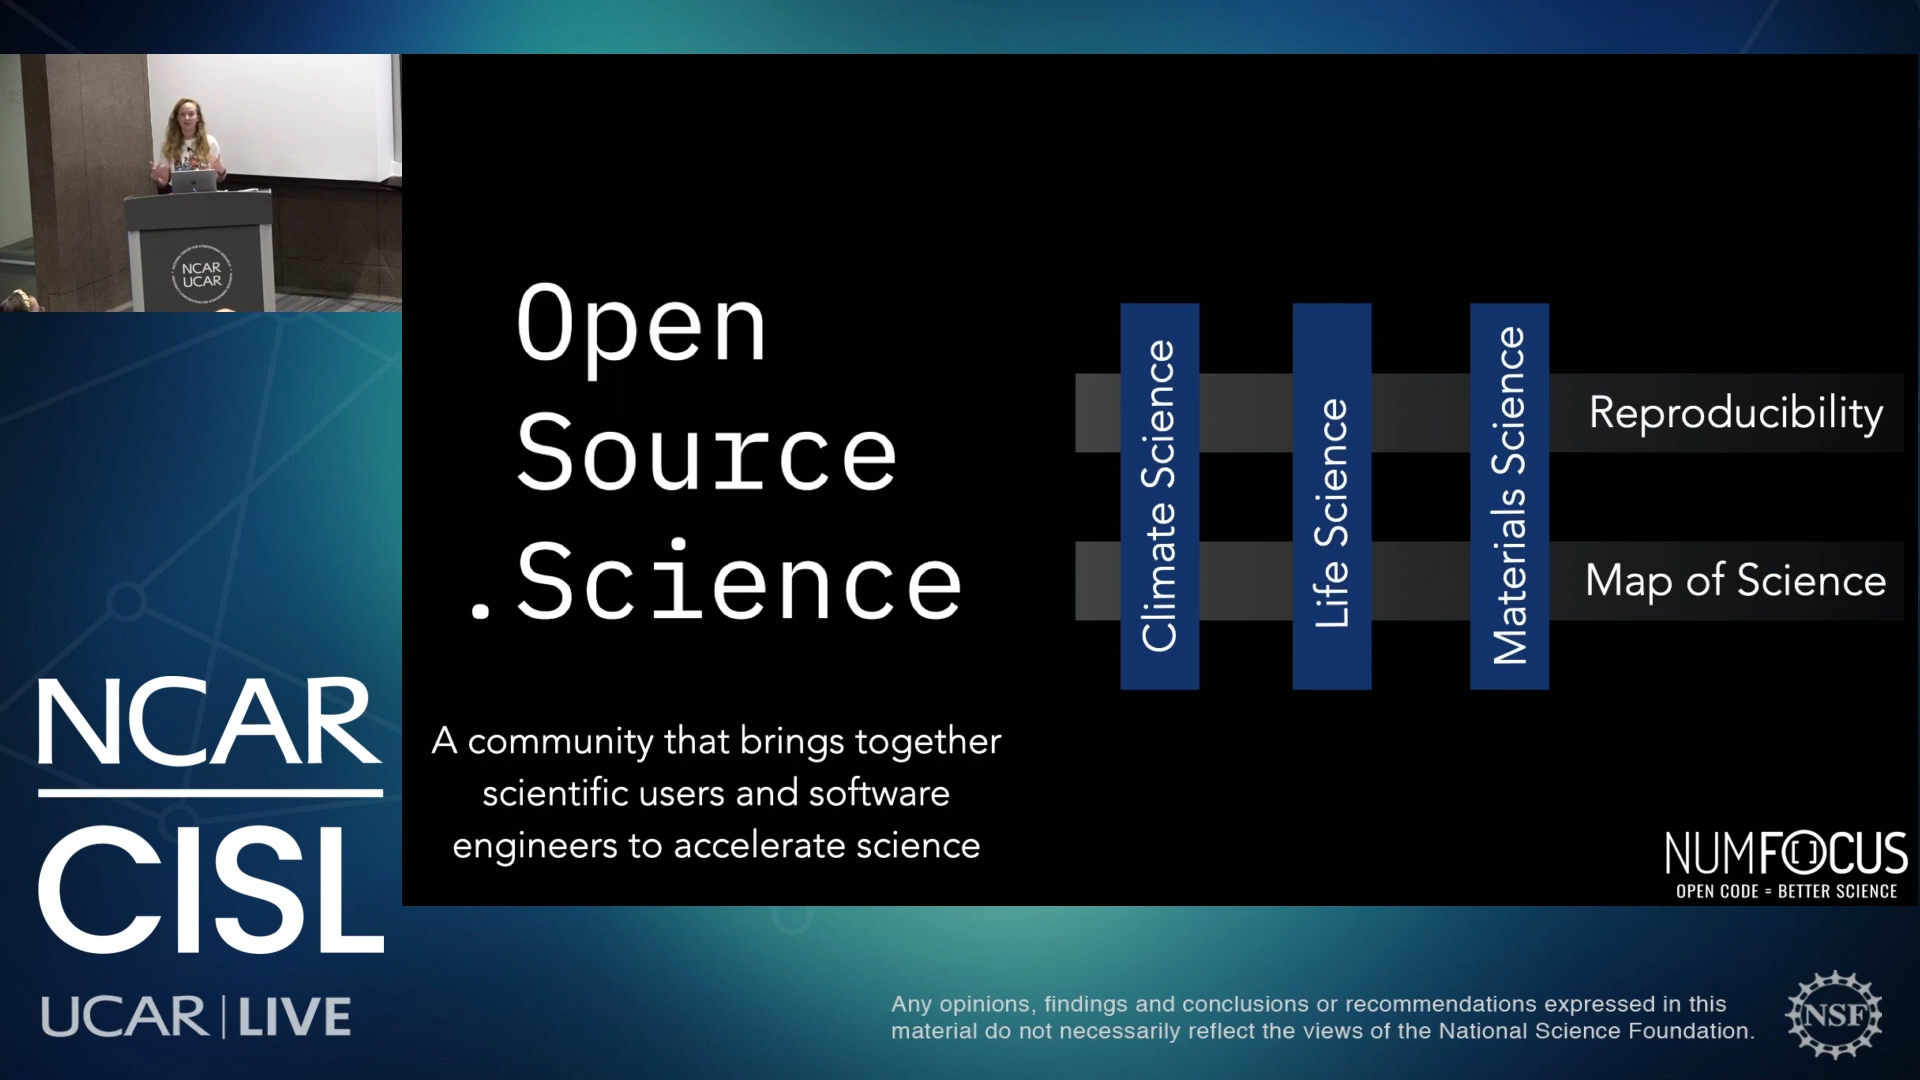 NCAR
UCAR
Open
Source
.Science
A community that brings together
scientific users and software
engineers to accelerate science
Climate Science
Life Science
Materials Science
Reproducibility
Map of Science
NUMFOCUS
OPEN CODE = BETTER SCIENCE
NCAR
CISL
UCAR | LIVE
Any opinions, findings and conclusions or recommendations expressed in this
material do not necessarily reflect the views of the National Science Foundation.
NSF